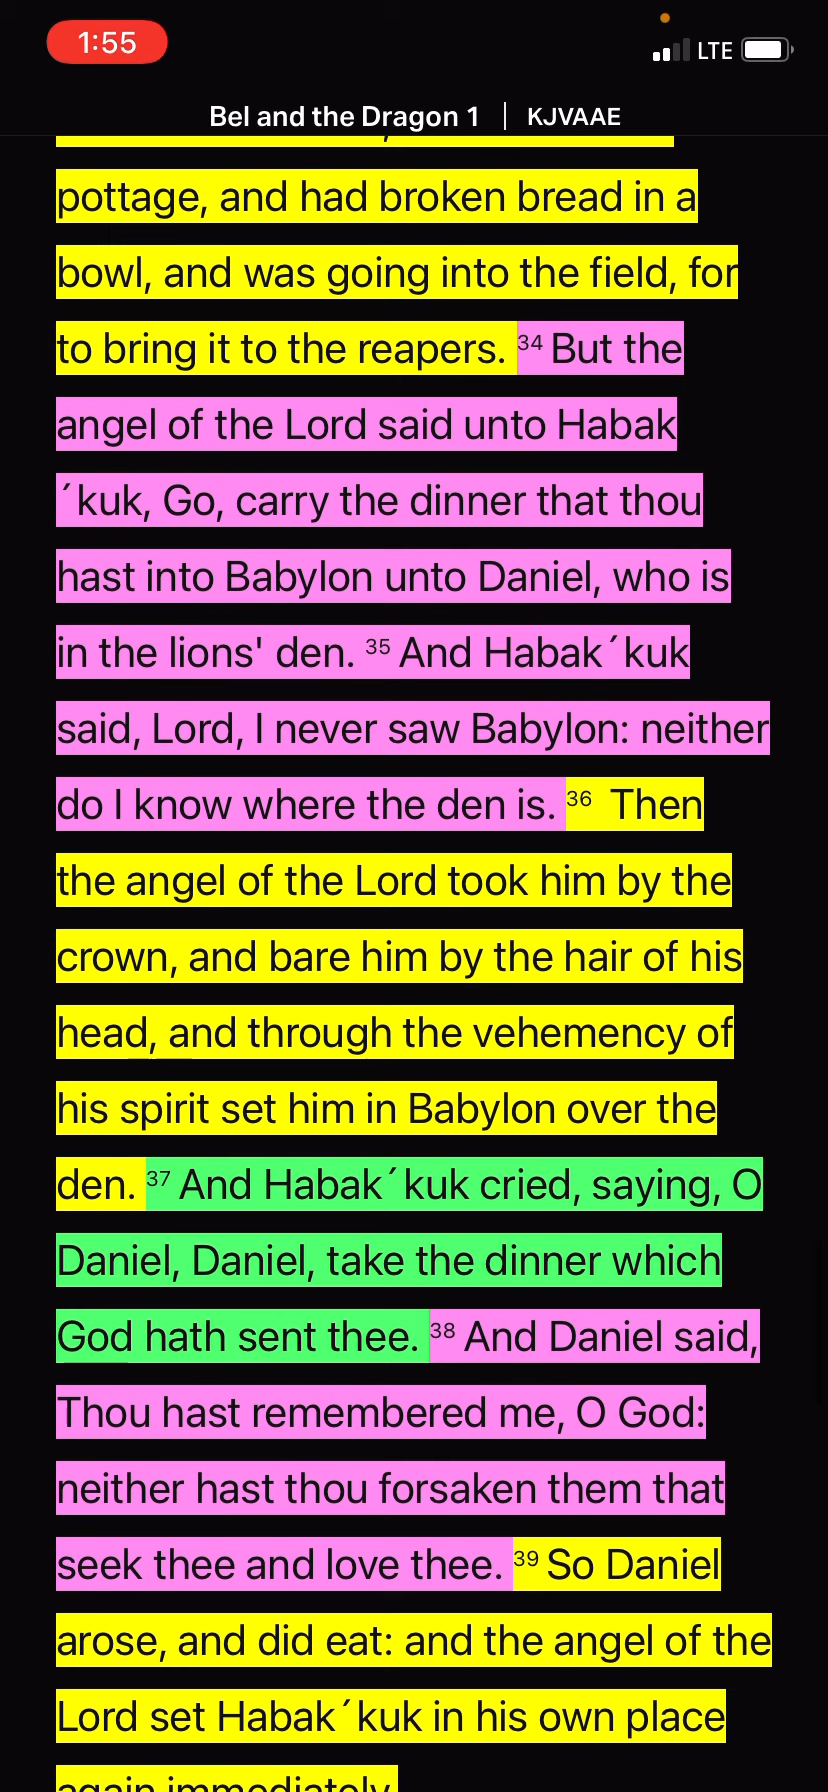 1:55
LTE
Bel and the Dragon 1 | KJVAAE
pottage, and had broken bread in a
bowl, and was going into the field, for
to bring it to the reapers. 34 But the
angel of the Lord said unto Habak
´kuk, Go, carry the dinner that thou
hast into Babylon unto Daniel, who is
in the lions' den. 35 And Habak´kuk
said, Lord, I never saw Babylon: neither
do I know where the den is. 36 Then
the angel of the Lord took him by the
crown, and bare him by the hair of his
head, and through the vehemency of
his spirit set him in Babylon over the
den. 37 And Habak´kuk cried, saying, O
Daniel, Daniel, take the dinner which
God hath sent thee. 38 And Daniel said,
Thou hast remembered me, O God:
neither hast thou forsaken them that
seek thee and love thee. 39 So Daniel
arose, and did eat: and the angel of the
Lord set Habak´kuk in his own place
again immediately.